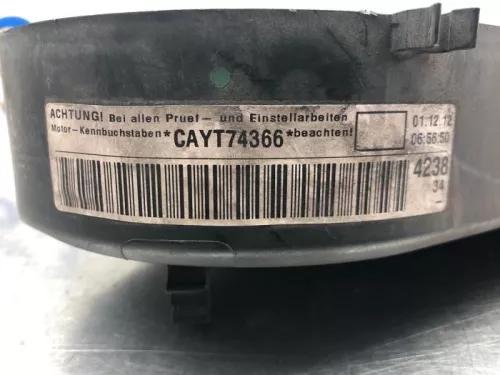 ACHTUNG! Bei allen Pruef- und Einstellarbeiten
Motor-Kennbuchstaben *CAYT74366* beachten!
01.12.12
06:56:50
4238
34
-